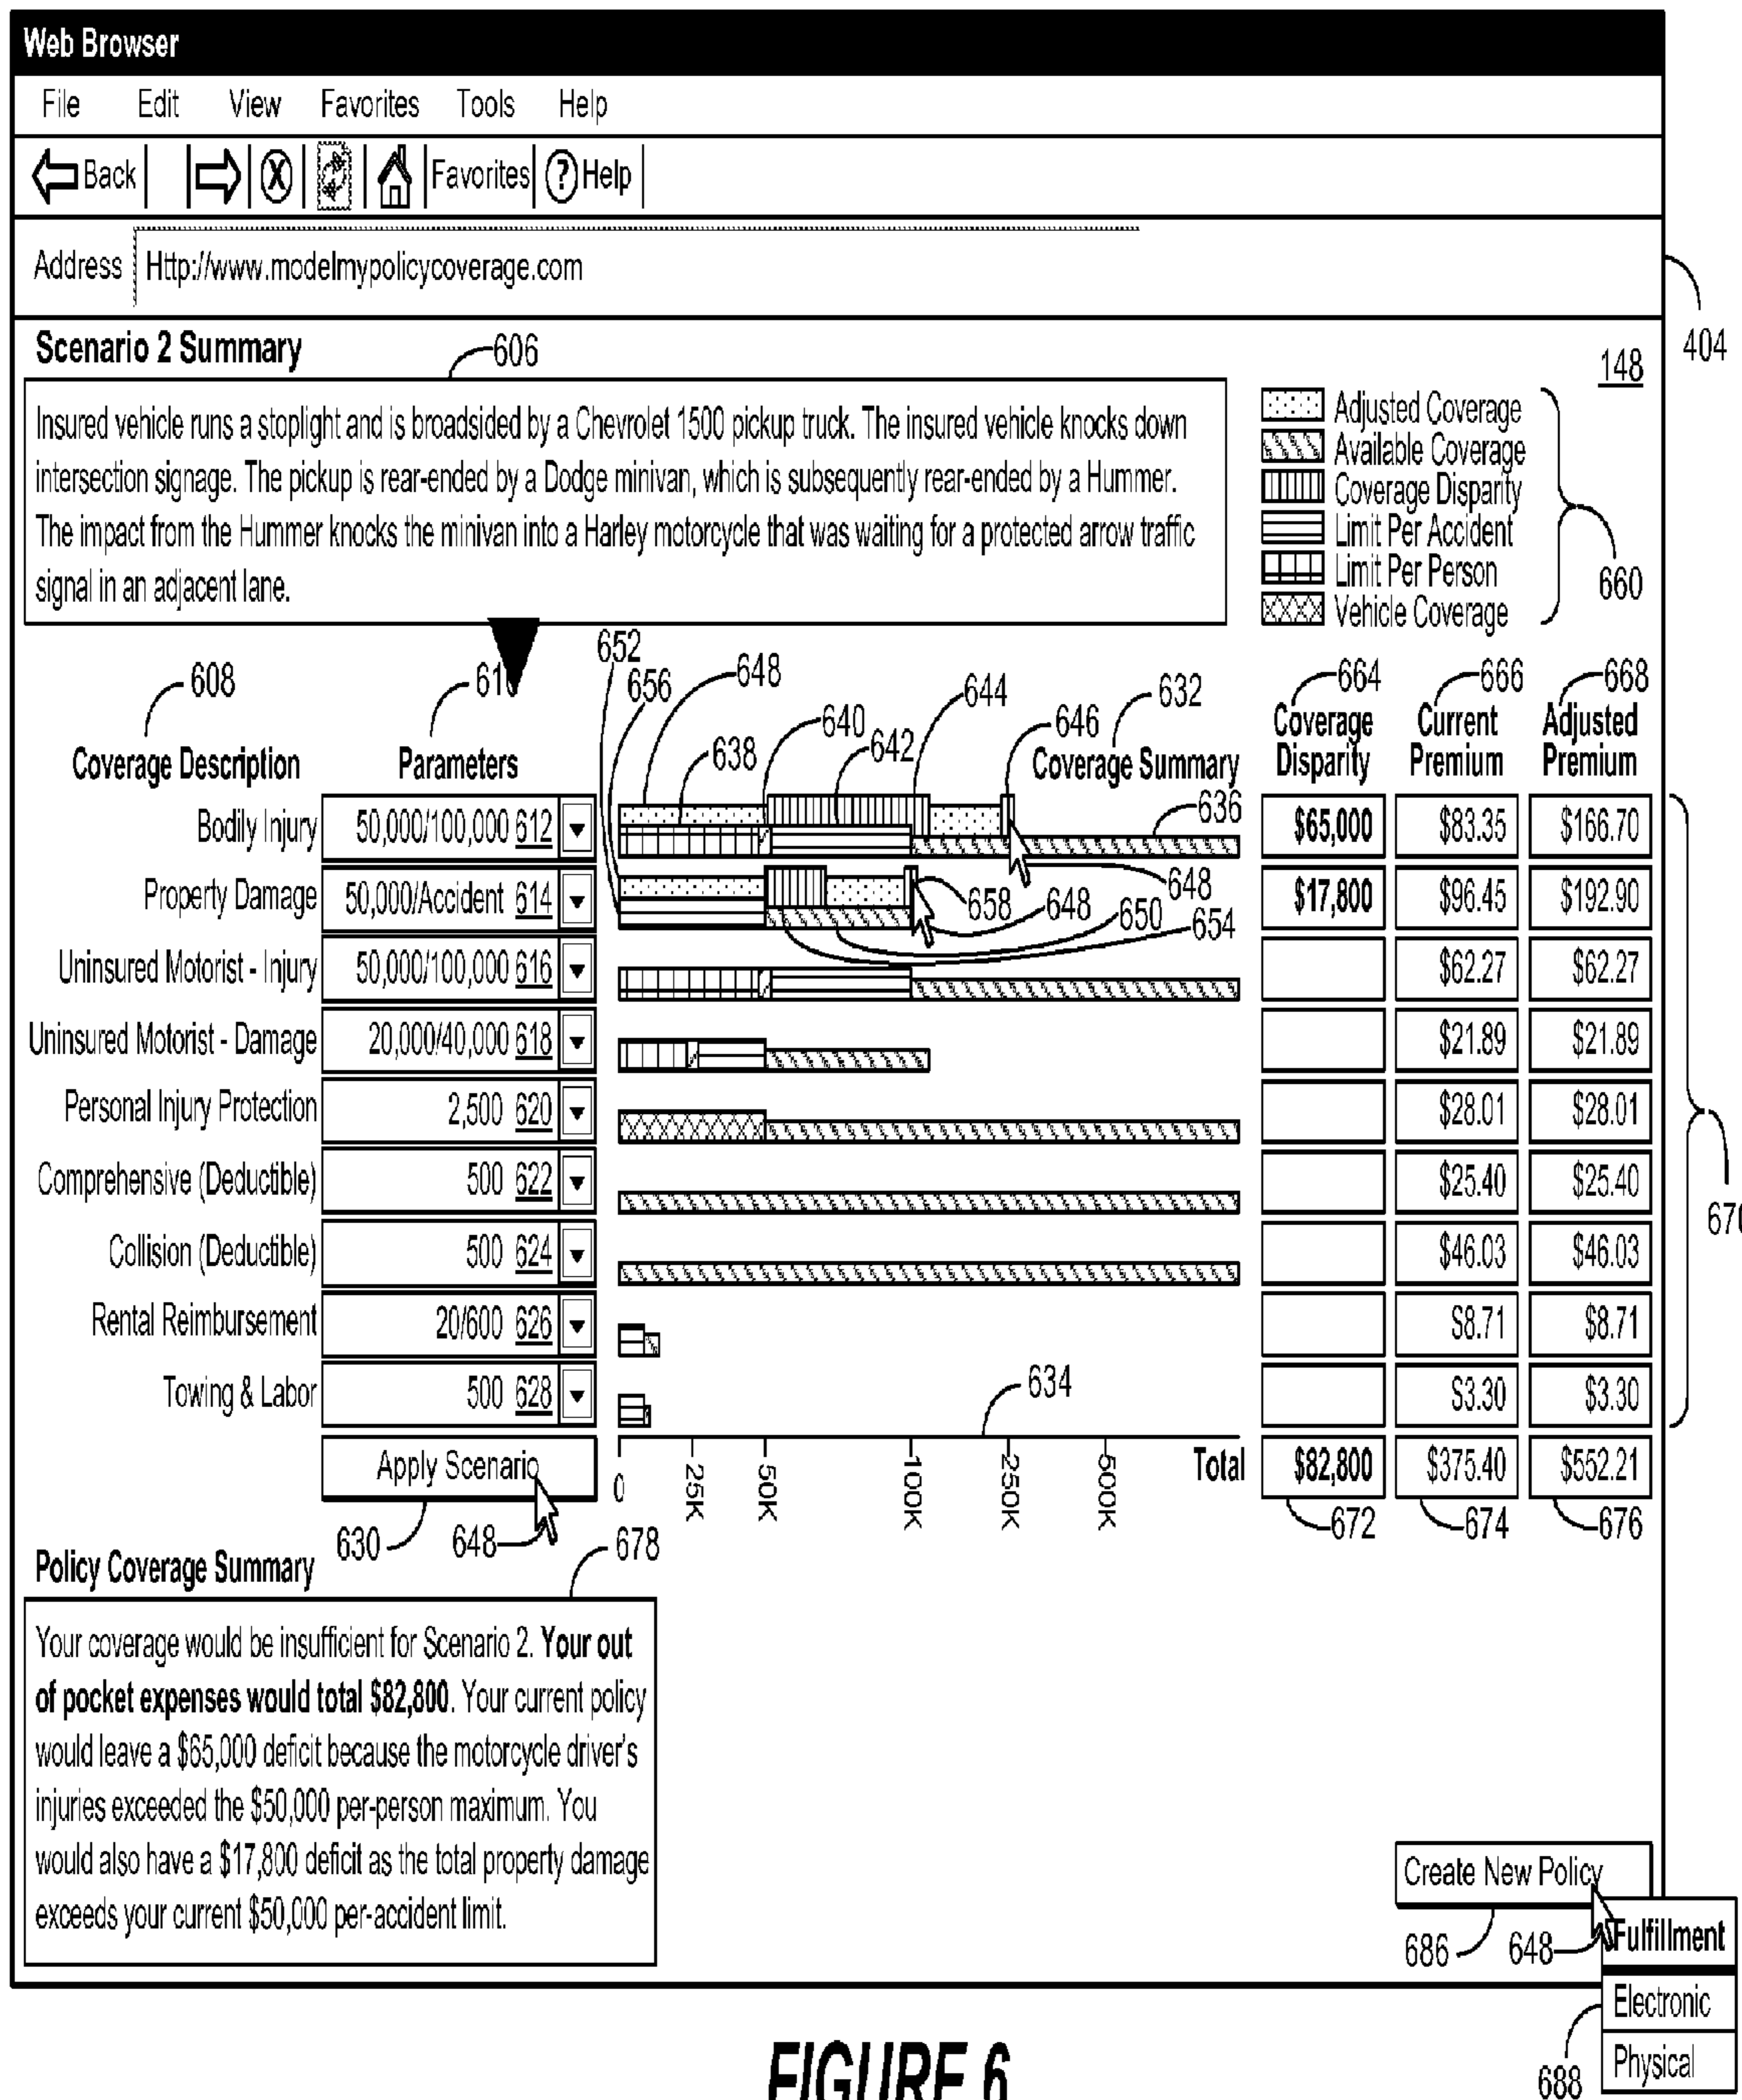 Web Browser
File Edit View Favorites Tools Help
Back Favorites ? Help
Address Http://www.modelmypolicycoverage.com
404
Scenario 2 Summary 606 148
Insured vehicle runs a stoplight and is broadsided by a Chevrolet 1500 pickup truck. The insured vehicle knocks down
intersection signage. The pickup is rear-ended by a Dodge minivan, which is subsequently rear-ended by a Hummer.
The impact from the Hummer knocks the minivan into a Harley motorcycle that was waiting for a protected arrow traffic
signal in an adjacent lane.
Adjusted Coverage
Available Coverage
Coverage Disparity
Limit Per Accident
Limit Per Person
Vehicle Coverage
660
608 610 652 656 648 638 640 642 644 646 632 664 666 668
Coverage Description Parameters Coverage Summary Coverage Disparity Current Premium Adjusted Premium
Bodily Injury 50,000/100,000 612 636 $65,000 $83.35 $166.70
648
Property Damage 50,000/Accident 614 658 648 650 654 $17,800 $96.45 $192.90
Uninsured Motorist - Injury 50,000/100,000 616 $62.27 $62.27
Uninsured Motorist - Damage 20,000/40,000 618 $21.89 $21.89
Personal Injury Protection 2,500 620 $28.01 $28.01
Comprehensive (Deductible) 500 622 $25.40 $25.40
670
Collision (Deductible) 500 624 $46.03 $46.03
Rental Reimbursement 20/600 626 $8.71 $8.71
Towing & Labor 500 628 634 $3.30 $3.30
Apply Scenario 0 25K 50K 100K 250K 500K Total $82,800 $375.40 $552.21
630 648 678 672 674 676
Policy Coverage Summary
Your coverage would be insufficient for Scenario 2. Your out
of pocket expenses would total $82,800. Your current policy
would leave a $65,000 deficit because the motorcycle driver's
injuries exceeded the $50,000 per-person maximum. You
would also have a $17,800 deficit as the total property damage
exceeds your current $50,000 per-accident limit.
Create New Policy
686 648 Fulfillment
Electronic
688 Physical
FIGURE 6